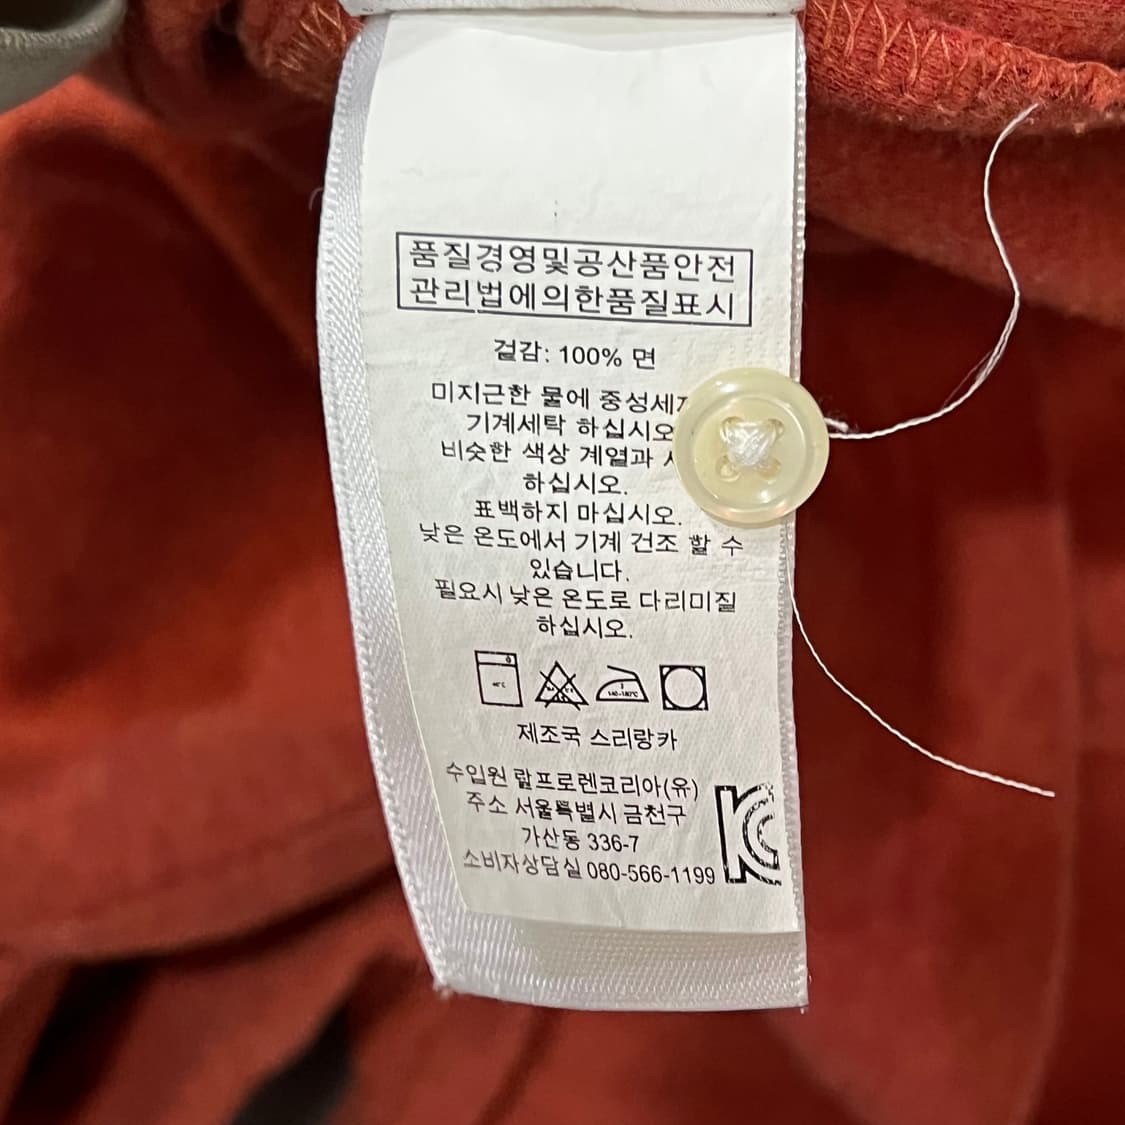 품질경영및공산품안전
관리법에의한품질표시
겉감: 100% 면
미지근한 물에
기계세탁 하십시오
비슷한 색상 계열과
하십시오.
표백하지 마십시오.
낮은 온도에서 기계 건조 할 수
있습니다.
필요시 낮은 온도로 다리미질
하십시오.
제조국 스리랑카
수입원 랄프로렌코리아(유)
주소 서울특별시 금천구
가산동 336-7
소비자상담실 080-566-1199
KC